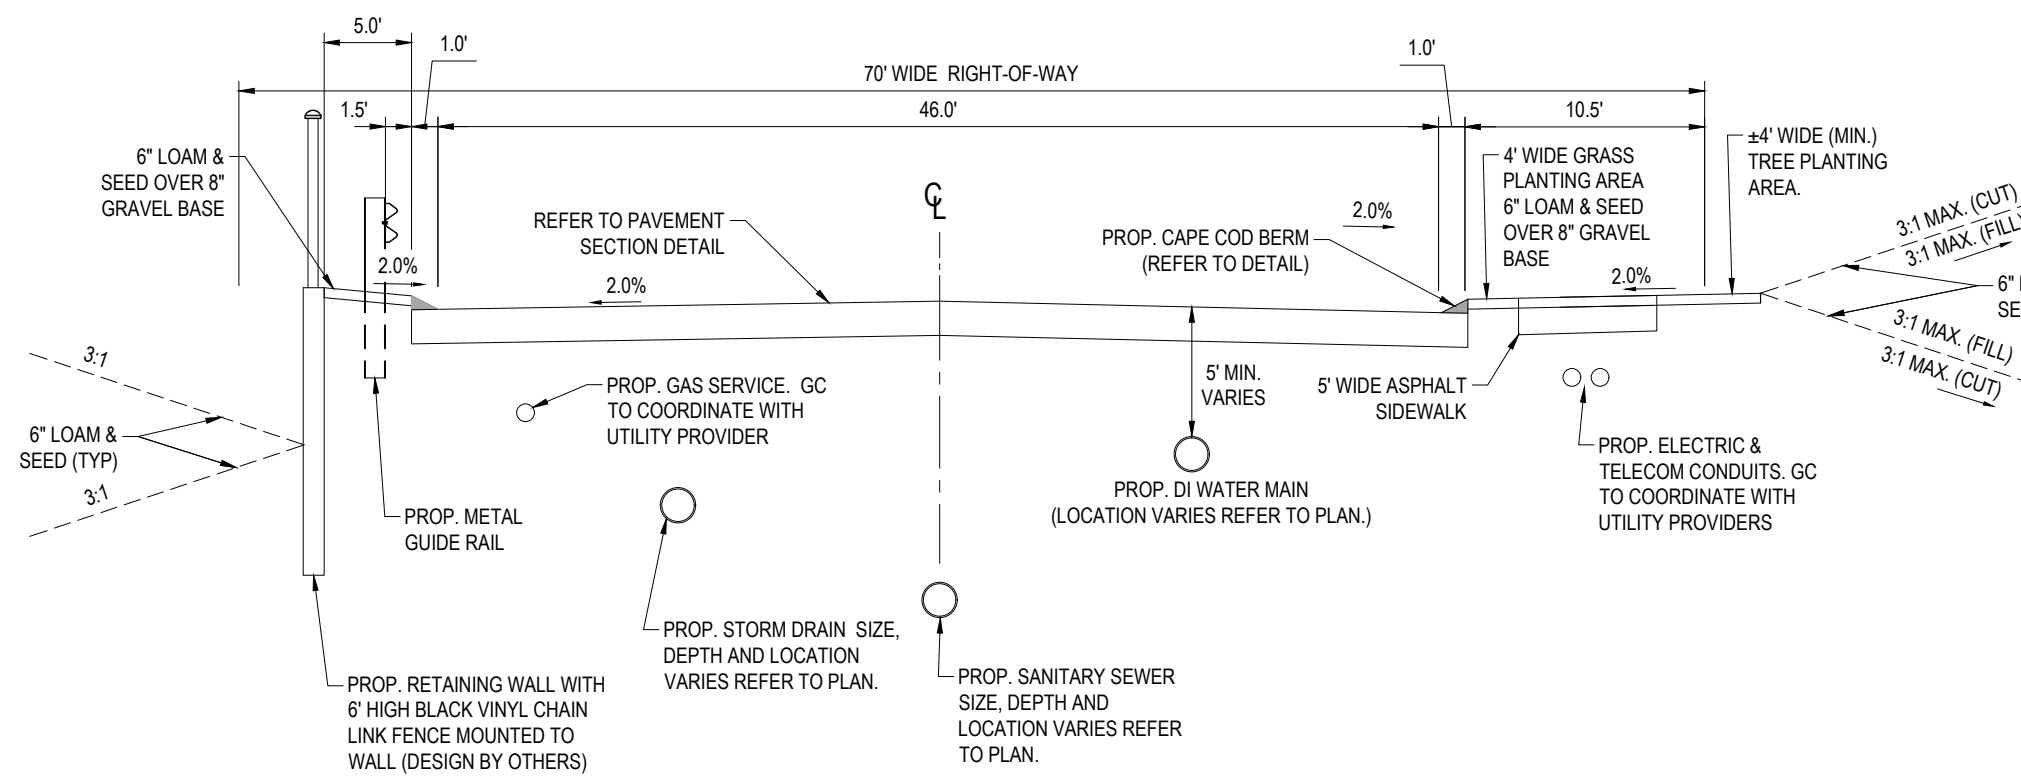 5.0'
1.0'
1.0'
70' WIDE RIGHT-OF-WAY
1.5'
46.0'
10.5'
6" LOAM &
SEED OVER 8"
GRAVEL BASE
REFER TO PAVEMENT
SECTION DETAIL
℄
PROP. CAPE COD BERM
(REFER TO DETAIL)
2.0%
4' WIDE GRASS
PLANTING AREA
6" LOAM & SEED
OVER 8" GRAVEL
BASE
±4' WIDE (MIN.)
TREE PLANTING
AREA.
3:1 MAX. (CUT)
3:1 MAX. (FILL)
2.0%
2.0%
2.0%
6"
SE
3:1 MAX. (FILL)
3:1 MAX. (CUT)
3:1
6" LOAM &
SEED (TYP)
3:1
PROP. GAS SERVICE. GC
TO COORDINATE WITH
UTILITY PROVIDER
5' MIN.
VARIES
5' WIDE ASPHALT
SIDEWALK
PROP. METAL
GUIDE RAIL
PROP. DI WATER MAIN
(LOCATION VARIES REFER TO PLAN.)
PROP. ELECTRIC &
TELECOM CONDUITS. GC
TO COORDINATE WITH
UTILITY PROVIDERS
PROP. STORM DRAIN SIZE,
DEPTH AND LOCATION
VARIES REFER TO PLAN.
PROP. SANITARY SEWER
SIZE, DEPTH AND
LOCATION VARIES REFER
TO PLAN.
PROP. RETAINING WALL WITH
6' HIGH BLACK VINYL CHAIN
LINK FENCE MOUNTED TO
WALL (DESIGN BY OTHERS)